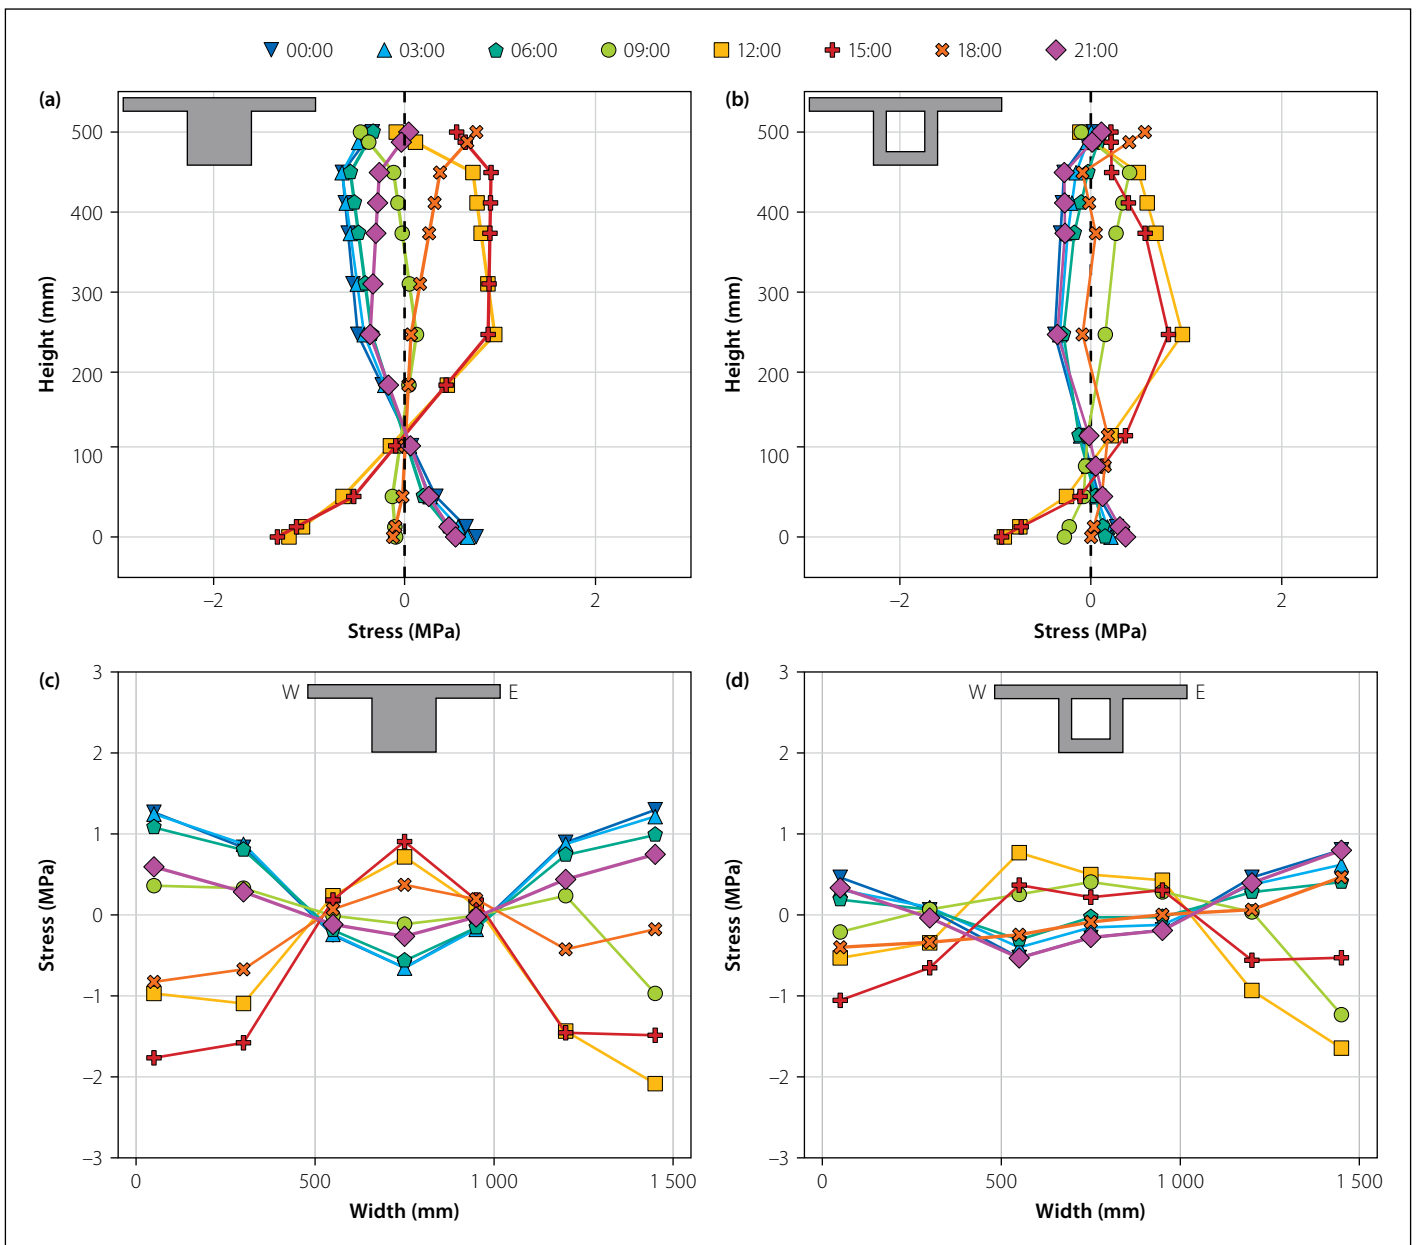 00:00 03:00 06:00 09:00 12:00 15:00 18:00 21:00
(a)
500
400
300
200
100
0
Height (mm)
–2 0 2
Stress (MPa)
(b)
500
400
300
200
100
0
Height (mm)
–2 0 2
Stress (MPa)
(c)
W E
3
2
1
0
–1
–2
–3
Stress (MPa)
0 500 1 000 1 500
Width (mm)
(d)
W E
3
2
1
0
–1
–2
–3
Stress (MPa)
0 500 1 000 1 500
Width (mm)